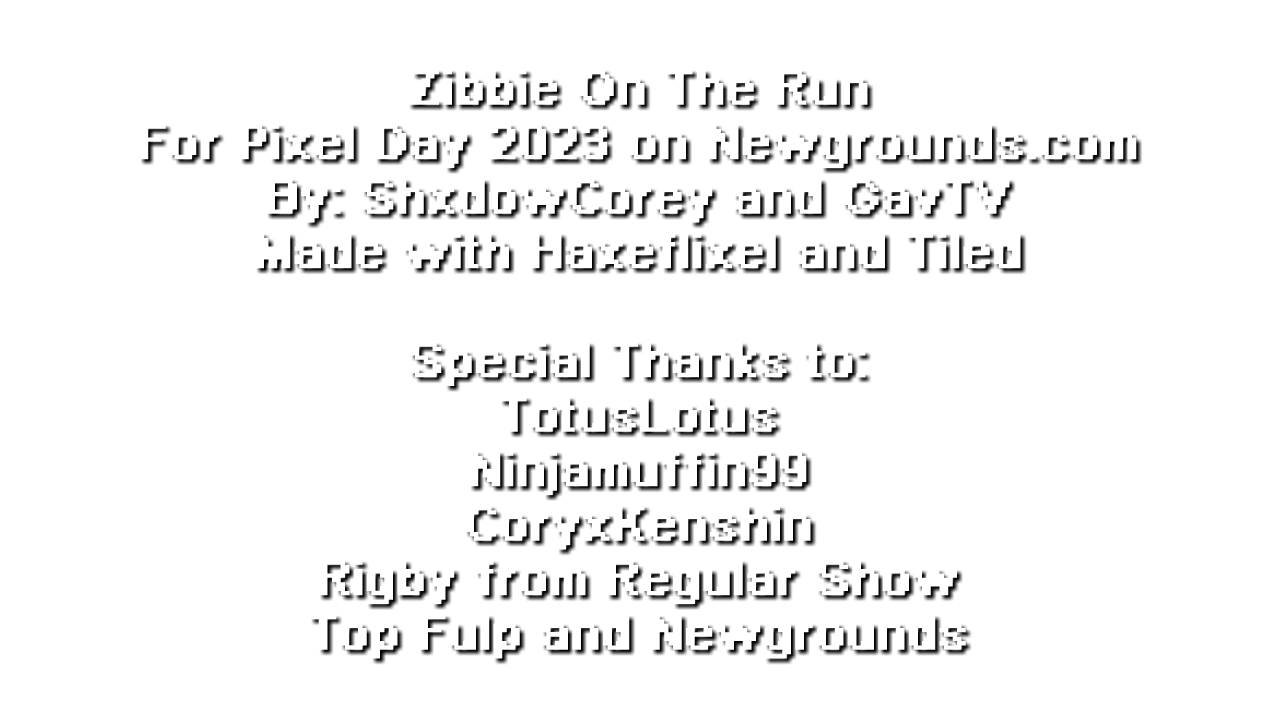 Zibbie On The Run
For Pixel Day 2023 on Newgrounds.com
By: ShxdowCorey and GavTV
Made with Haxeflixel and Tiled
Special Thanks to:
TotusLotus
Ninjamuffin99
CoryxKenshin
Rigby from Regular Show
Top Fulp and Newgrounds